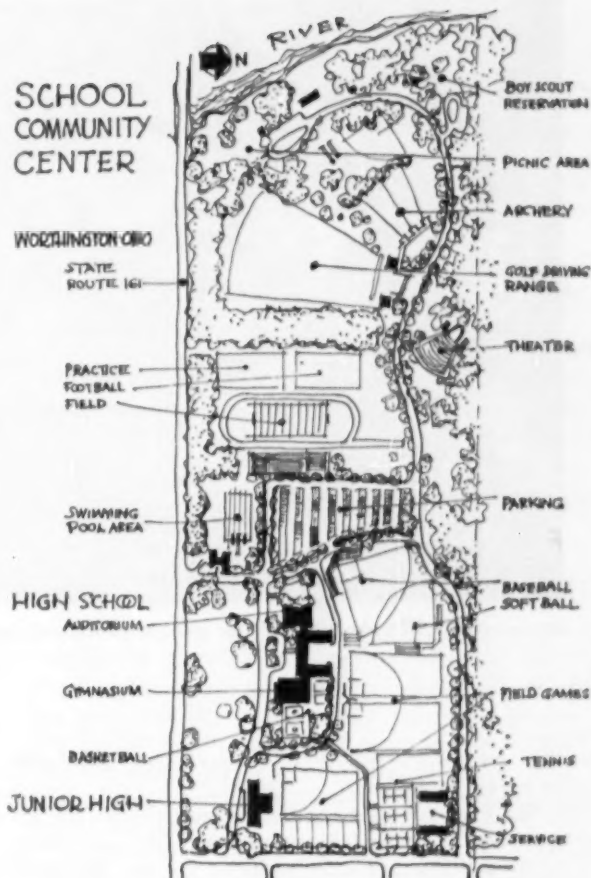 RIVER
N
SCHOOL
COMMUNITY
CENTER
WORTHINGTON-OHIO
STATE
ROUTE 161
PRACTICE
FOOTBALL
FIELD
SWIMMING
POOL AREA
HIGH SCHOOL
AUDITORIUM
GYMNASIUM
BASKETBALL
JUNIOR HIGH
BOY SCOUT
RESERVATION
PICNIC AREA
ARCHERY
GOLF DRIVING
RANGE
THEATER
PARKING
BASEBALL
SOFT BALL
FIELD GAMES
TENNIS
SERVICE